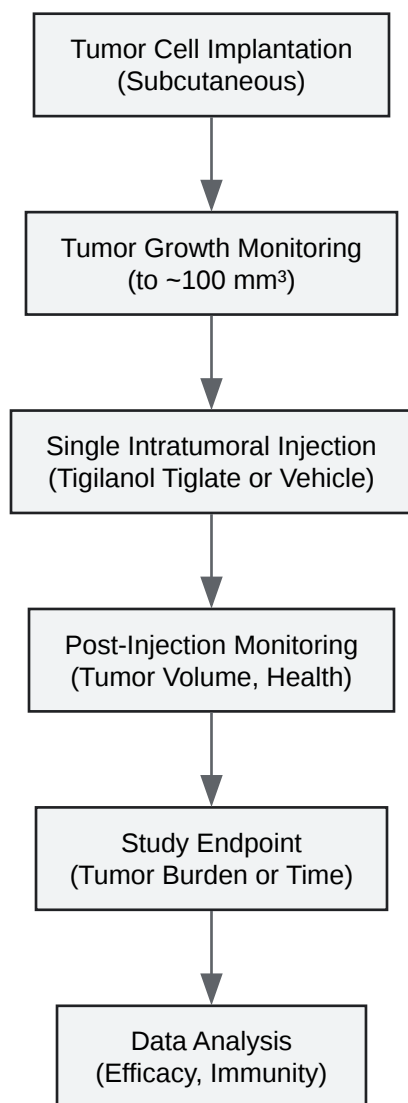 Tumor Cell Implantation
(Subcutaneous)
Tumor Growth Monitoring
(to ~100 mm³)
Single Intratumoral Injection
(Tigilanol Tiglate or Vehicle)
Post-Injection Monitoring
(Tumor Volume, Health)
Study Endpoint
(Tumor Burden or Time)
Data Analysis
(Efficacy, Immunity)